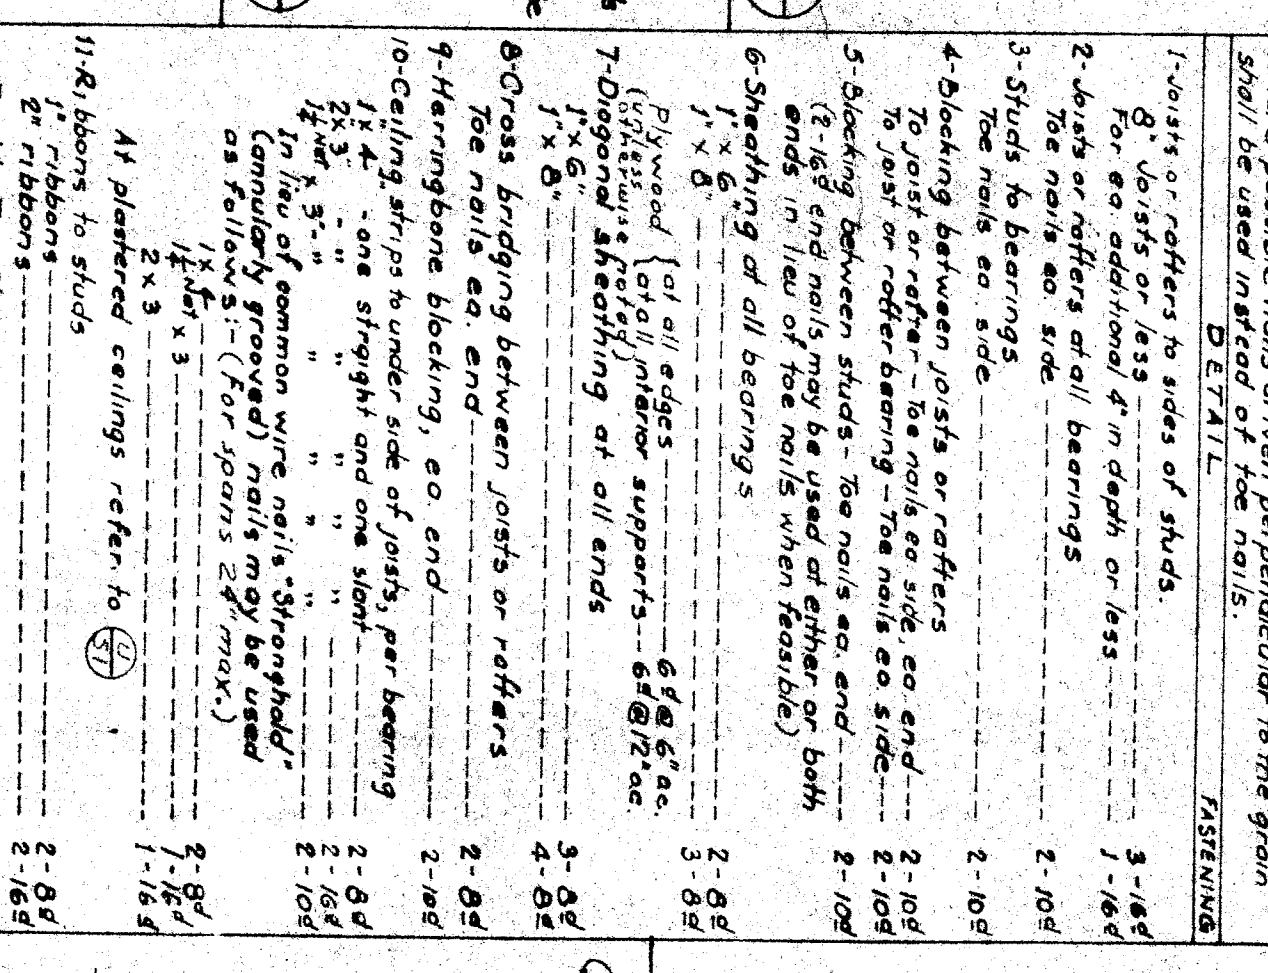 shall be used instead of toe nails.
DETAIL FASTENING
1-Joists or rafters to sides of studs.
8" Joists or less 3-16d
For ea. additional 4" in depth or less 1-16d
2-Joists or rafters at all bearings
Toe nails ea. side 2-10d
3-Studs to bearings
Toe nails ea. side 2-10d
4-Blocking between joists or rafters
To joist or rafter - Toe nails ea side, ea end 2-10d
To joist or rafter bearing - Toe nails ea side 2-10d
5-Blocking between studs - Toe nails ea. end 2-10d
(2-16d end nails may be used at either or both
ends in lieu of toe nails when feasible)
6-Sheathing at all bearings
1" x 6" 2-8d
1" x 8" 3-8d
Plywood { at all edges 6d @ 6" oc.
(unless otherwise noted) { at all interior supports 6d @ 12" oc.
7-Diagonal sheathing at all ends
1" x 6" 3-8d
1" x 8" 4-8d
8-Cross bridging between joists or rafters
Toe nails ea. end 2-8d
9-Herringbone blocking, ea. end 2-10d
10-Ceiling strips to under side of joists, per bearing
1" x 4 - one straight and one slant 2-8d
2" x 3" - " " " " " 2-16d
1¼ Net x 3" - " " " " " 2-10d
In lieu of common wire nails "Stronghold"
(annularly grooved) nails may be used
as follows:- (For spans 24" max.)
1 x 4 2-8d
1¼ Net x 3 1-16d
2 x 3 1-16d
At plastered ceilings refer to U/51.
11-Ribbons to studs
1" ribbons 2-8d
2" ribbons 2-16d